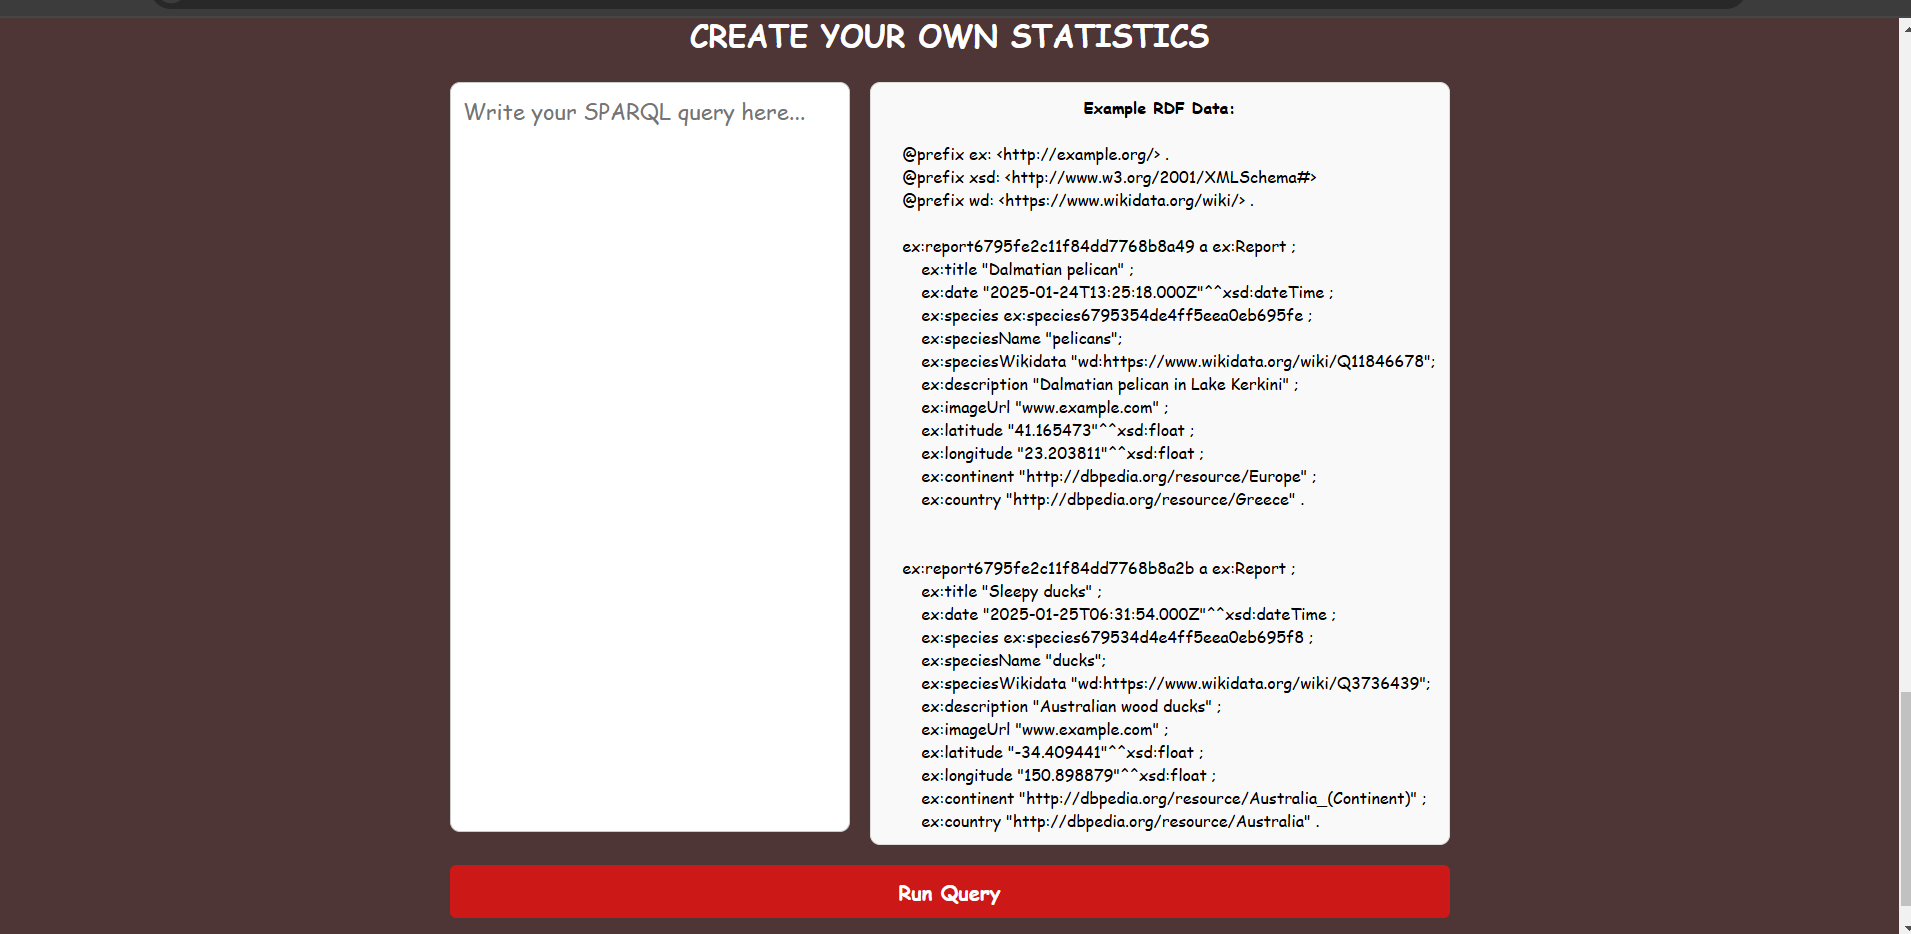 CREATE YOUR OWN STATISTICS
Write your SPARQL query here...
Example RDF Data:
@prefix ex: <http://example.org/> .
@prefix xsd: <http://www.w3.org/2001/XMLSchema#>
@prefix wd: <https://www.wikidata.org/wiki/> .
ex:report6795fe2c11f84dd7768b8a49 a ex:Report ;
ex:title "Dalmatian pelican" ;
ex:date "2025-01-24T13:25:18.000Z"^^xsd:dateTime ;
ex:species ex:species6795354de4ff5eea0eb695fe ;
ex:speciesName "pelicans";
ex:speciesWikidata "wd:https://www.wikidata.org/wiki/Q11846678";
ex:description "Dalmatian pelican in Lake Kerkini" ;
ex:imageUrl "www.example.com" ;
ex:latitude "41.165473"^^xsd:float ;
ex:longitude "23.203811"^^xsd:float ;
ex:continent "http://dbpedia.org/resource/Europe" ;
ex:country "http://dbpedia.org/resource/Greece" .
ex:report6795fe2c11f84dd7768b8a2b a ex:Report ;
ex:title "Sleepy ducks" ;
ex:date "2025-01-25T06:31:54.000Z"^^xsd:dateTime ;
ex:species ex:species679534d4e4ff5eea0eb695f8 ;
ex:speciesName "ducks";
ex:speciesWikidata "wd:https://www.wikidata.org/wiki/Q3736439";
ex:description "Australian wood ducks" ;
ex:imageUrl "www.example.com" ;
ex:latitude "-34.409441"^^xsd:float ;
ex:longitude "150.898879"^^xsd:float ;
ex:continent "http://dbpedia.org/resource/Australia_(Continent)" ;
ex:country "http://dbpedia.org/resource/Australia" .
Run Query